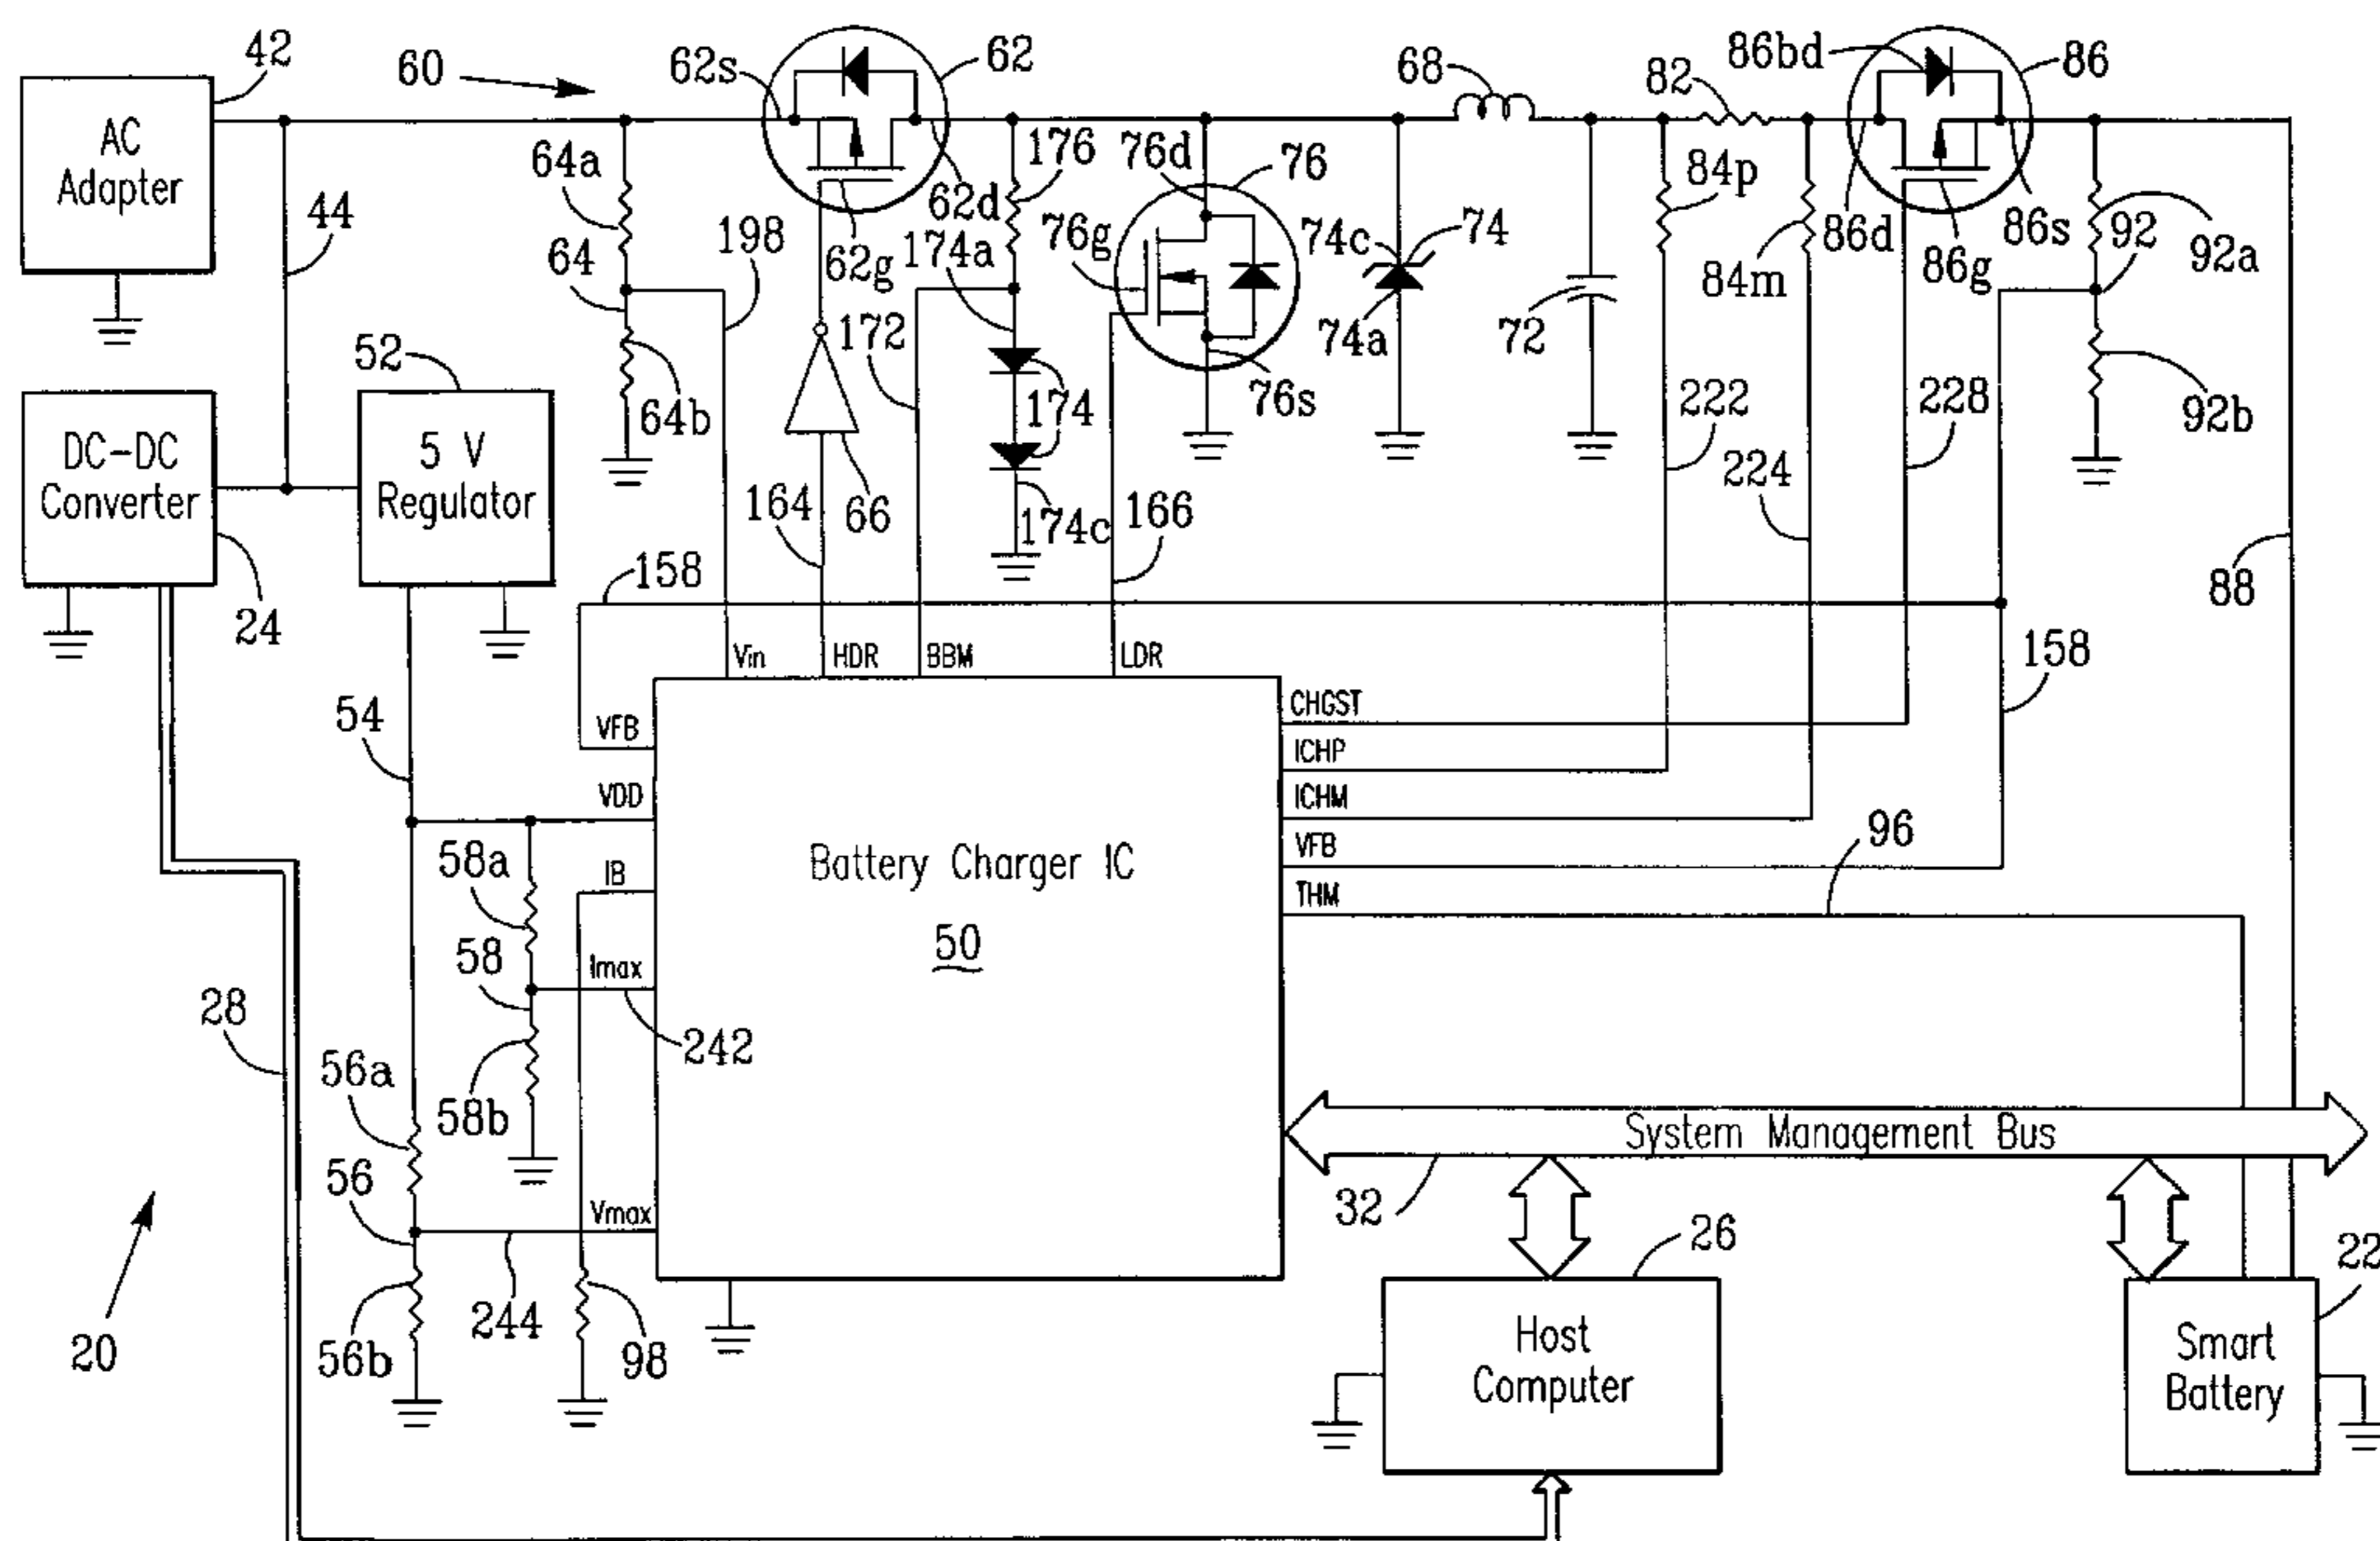 42
60
62s
62
68
82
86bd
86
AC
Adapter
64a
176
76d
76
84p
44
198
62d
74c
74
86d
86s
92
92a
64
62g
174a
76g
84m
86g
52
172
74a
72
64b
174
76s
222
228
92b
DC-DC
Converter
5 V
Regulator
164
66
174c
166
224
24
158
88
Vin
HDR
BBM
LDR
158
54
VFB
CHGST
ICHP
VDD
ICHM
96
58a
IB
Battery Charger IC
VFB
THM
50
58
Imax
28
242
56a
58b
System Management Bus
56
Vmax
32
26
22
20
244
56b
98
Host
Computer
Smart
Battery